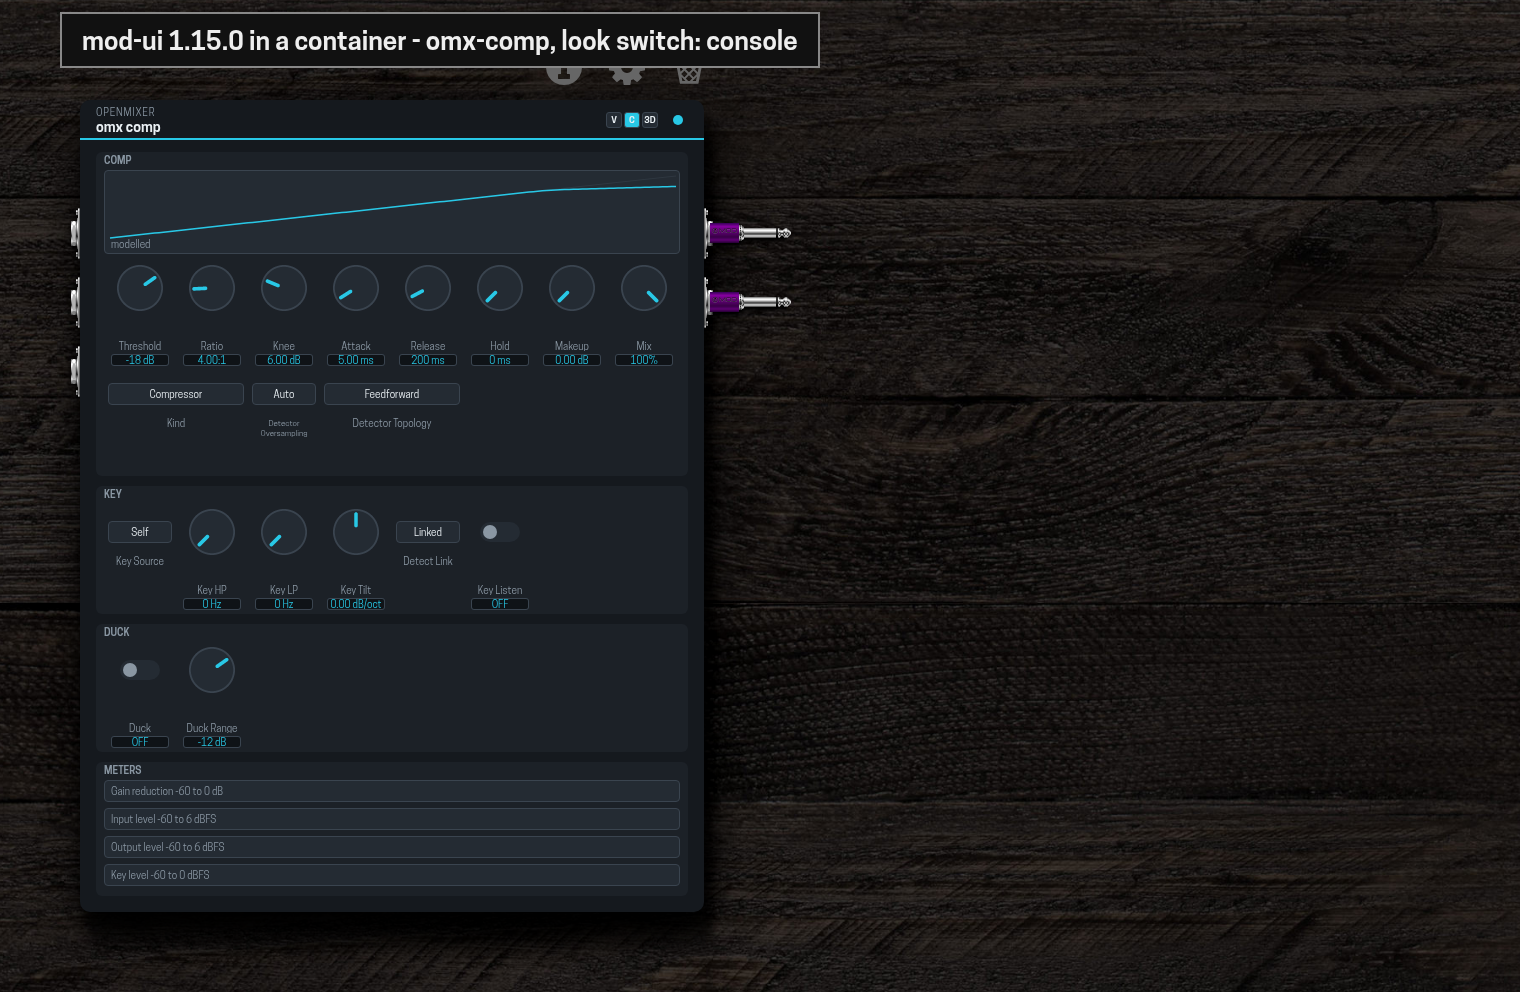 mod-ui 1.15.0 in a container - omx-comp, look switch: console
OPENMIXER
omx comp
V C 3D
COMP
modelled
Threshold Ratio Knee Attack Release Hold Makeup Mix
-18 dB 4.00:1 6.00 dB 5.00 ms 200 ms 0 ms 0.00 dB 100%
Compressor Auto Feedforward
Kind Detector Oversampling Detector Topology
KEY
Self Linked
Key Source Detect Link
Key HP Key LP Key Tilt Key Listen
0 Hz 0 Hz 0.00 dB/oct OFF
DUCK
Duck Duck Range
OFF -12 dB
METERS
Gain reduction -60 to 0 dB
Input level -60 to 6 dBFS
Output level -60 to 6 dBFS
Key level -60 to 0 dBFS